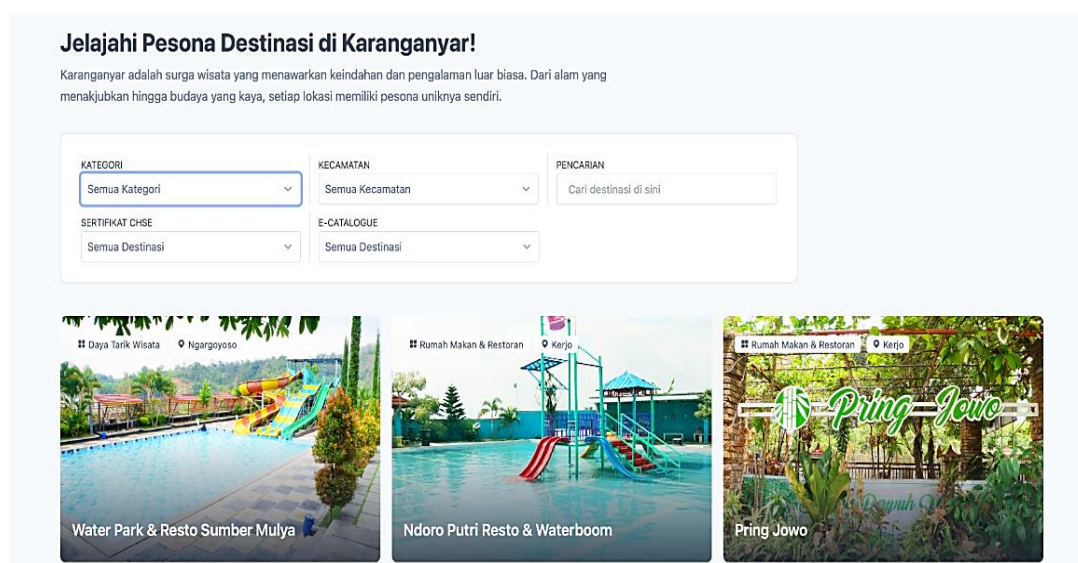 Jelajahi Pesona Destinasi di Karanganyar!
Karanganyar adalah surga wisata yang menawarkan keindahan dan pengalaman luar biasa. Dari alam yang
menakjubkan hingga budaya yang kaya, setiap lokasi memiliki pesona uniknya sendiri.
KATEGORI
Semua Kategori
KECAMATAN
Semua Kecamatan
PENCARIAN
Cari destinasi di sini
SERTIFIKAT CHSE
Semua Destinasi
E-CATALOGUE
Semua Destinasi
Daya Tarik Wisata
Ngargoyoso
Water Park & Resto Sumber Mulya
Rumah Makan & Restoran
Kerjo
Ndoro Putri Resto & Waterboom
Rumah Makan & Restoran
Kerjo
Pring Jowo
Pring Jowo